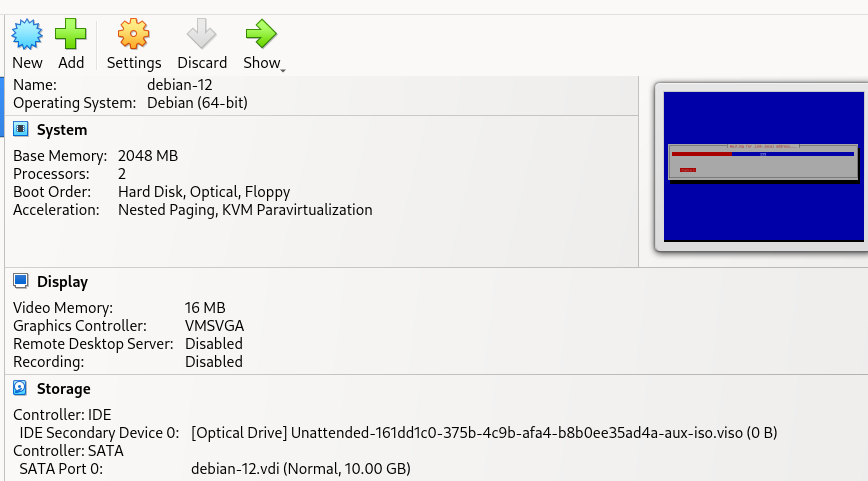 New Add Settings Discard Show
Name: debian-12
Operating System: Debian (64-bit)
System
Base Memory: 2048 MB
Processors: 2
Boot Order: Hard Disk, Optical, Floppy
Acceleration: Nested Paging, KVM Paravirtualization
Display
Video Memory: 16 MB
Graphics Controller: VMSVGA
Remote Desktop Server: Disabled
Recording: Disabled
Storage
Controller: IDE
IDE Secondary Device 0: [Optical Drive] Unattended-161dd1c0-375b-4c9b-afa4-b8b0ee35ad4a-aux-iso.viso (0 B)
Controller: SATA
SATA Port 0: debian-12.vdi (Normal, 10.00 GB)